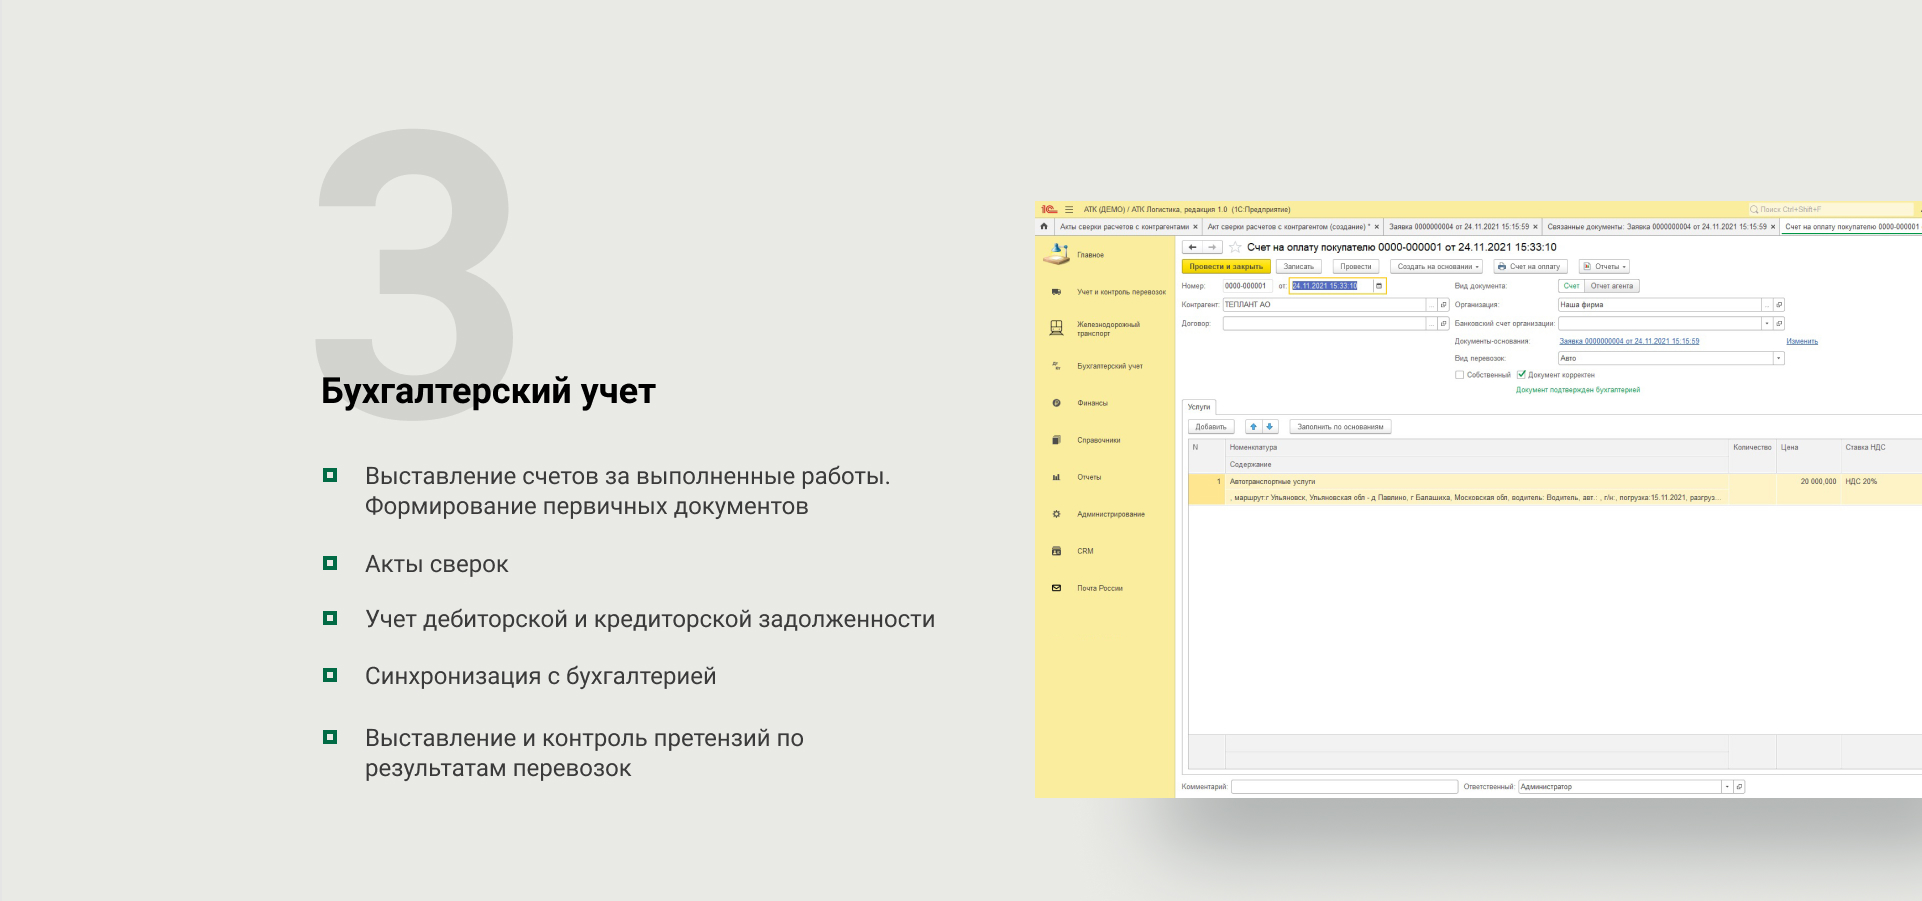 3
Бухгалтерский учет
Выставление счетов за выполненные работы.
Формирование первичных документов
Акты сверок
Учет дебиторской и кредиторской задолженности
Синхронизация с бухгалтерией
Выставление и контроль претензий по
результатам перевозок
1С АТК (ДЕМО) / АТК Логистика, редакция 1.0 (1С:Предприятие) Поиск Ctrl+Shift+F
Акты сверки расчетов с контрагентами × Акт сверки расчетов с контрагентом (создание) * × Заявка 0000000004 от 24.11.2021 15:15:59 × Связанные документы: Заявка 0000000004 от 24.11.2021 15:15:59 × Счет на оплату покупателю 0000-000001
Главное
Учет и контроль перевозок
Железнодорожный
транспорт
Бухгалтерский учет
Финансы
Справочники
Отчеты
Администрирование
CRM
Почта России
Счет на оплату покупателю 0000-000001 от 24.11.2021 15:33:10
Провести и закрыть Записать Провести Создать на основании Счет на оплату Отчеты
Номер: 0000-000001 от: 24.11.2021 15:33:10 Вид документа: Счет Отчет агента
Контрагент: ТЕПЛАНТ АО Организация: Наша фирма
Договор: Банковский счет организации:
Документы-основания: Заявка 0000000004 от 24.11.2021 15:15:59 Изменить
Вид перевозок: Авто
Собственный Документ корректен
Документ подтвержден бухгалтерией
Услуги
Добавить Заполнить по основаниям
N Номенклатура Количество Цена Ставка НДС
Содержание
1 Автотранспортные услуги 20 000,000 НДС 20%
, маршрут:г Ульяновск, Ульяновская обл - д Павлино, г Балашиха, Московская обл, водитель: Водитель, авт.: , г/н:, погрузка:15.11.2021, разгруз...
Комментарий: Ответственный: Администратор